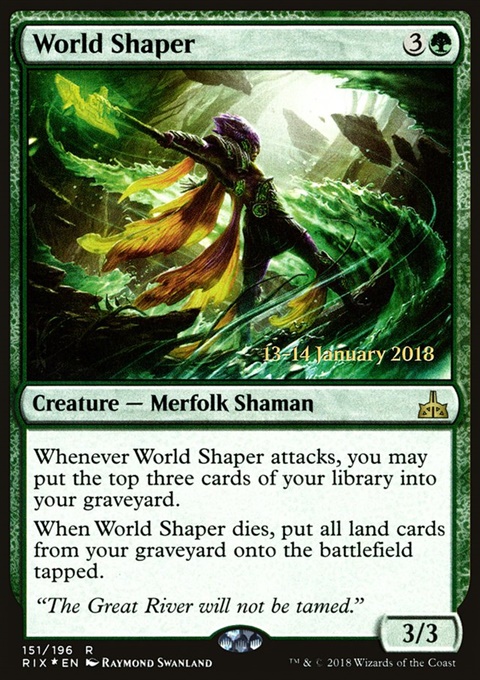 World Shaper 3
13–14 January 2018
Creature — Merfolk Shaman
Whenever World Shaper attacks, you may
put the top three cards of your library into
your graveyard.
When World Shaper dies, put all land cards
from your graveyard onto the battlefield
tapped.
“The Great River will not be tamed.”
3/3
151/196 R
RIX★EN Raymond Swanland
™ & © 2018 Wizards of the Coast